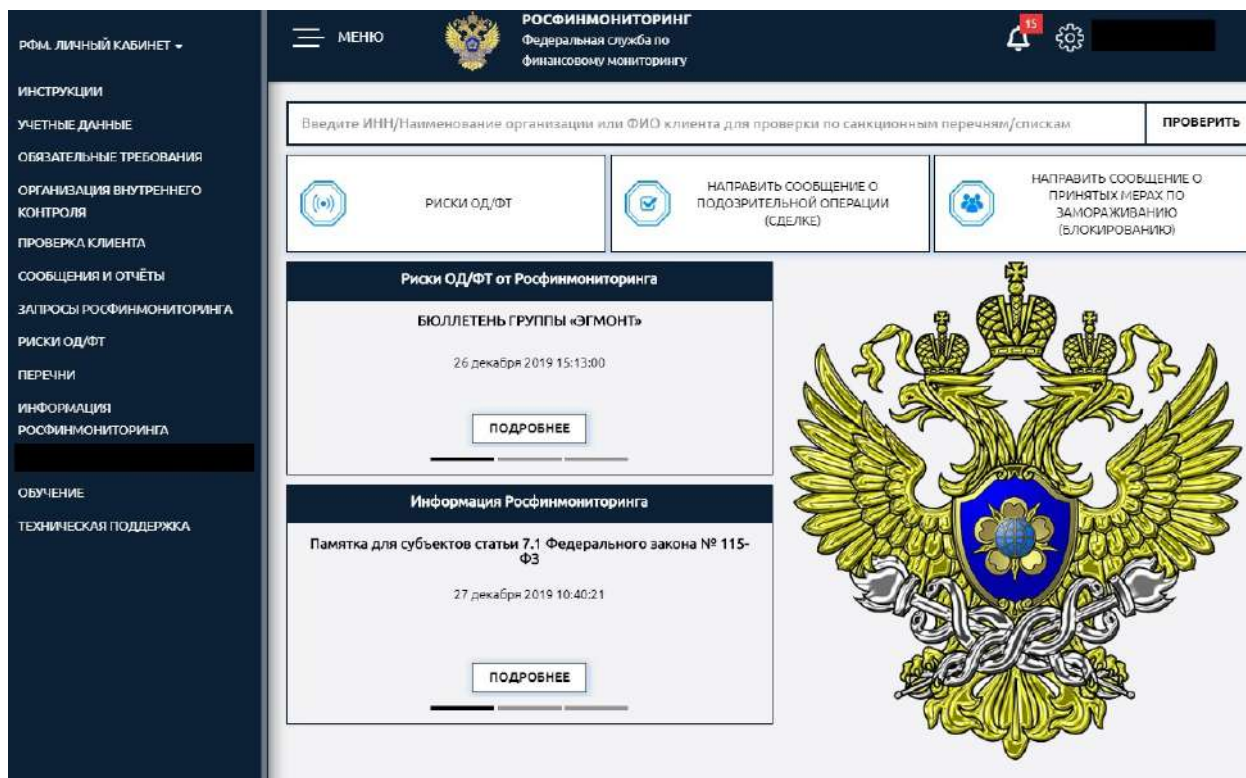 РФМ. ЛИЧНЫЙ КАБИНЕТ
ИНСТРУКЦИИ
УЧЕТНЫЕ ДАННЫЕ
ОБЯЗАТЕЛЬНЫЕ ТРЕБОВАНИЯ
ОРГАНИЗАЦИЯ ВНУТРЕННЕГО
КОНТРОЛЯ
ПРОВЕРКА КЛИЕНТА
СООБЩЕНИЯ И ОТЧЁТЫ
ЗАПРОСЫ РОСФИНМОНИТОРИНГА
РИСКИ ОД/ФТ
ПЕРЕЧНИ
ИНФОРМАЦИЯ
РОСФИНМОНИТОРИНГА
ОБУЧЕНИЕ
ТЕХНИЧЕСКАЯ ПОДДЕРЖКА
МЕНЮ
РОСФИНМОНИТОРИНГ
Федеральная служба по
финансовому мониторингу
15
Введите ИНН/Наименование организации или ФИО клиента для проверки по санкционным перечням/спискам
ПРОВЕРИТЬ
РИСКИ ОД/ФТ
НАПРАВИТЬ СООБЩЕНИЕ О
ПОДОЗРИТЕЛЬНОЙ ОПЕРАЦИИ
(СДЕЛКЕ)
НАПРАВИТЬ СООБЩЕНИЕ О
ПРИНЯТЫХ МЕРАХ ПО
ЗАМОРАЖИВАНИЮ
(БЛОКИРОВАНИЮ)
Риски ОД/ФТ от Росфинмониторинга
БЮЛЛЕТЕНЬ ГРУППЫ «ЭГМОНТ»
26 декабря 2019 15:13:00
ПОДРОБНЕЕ
Информация Росфинмониторинга
Памятка для субъектов статьи 7.1 Федерального закона № 115-
ФЗ
27 декабря 2019 10:40:21
ПОДРОБНЕЕ